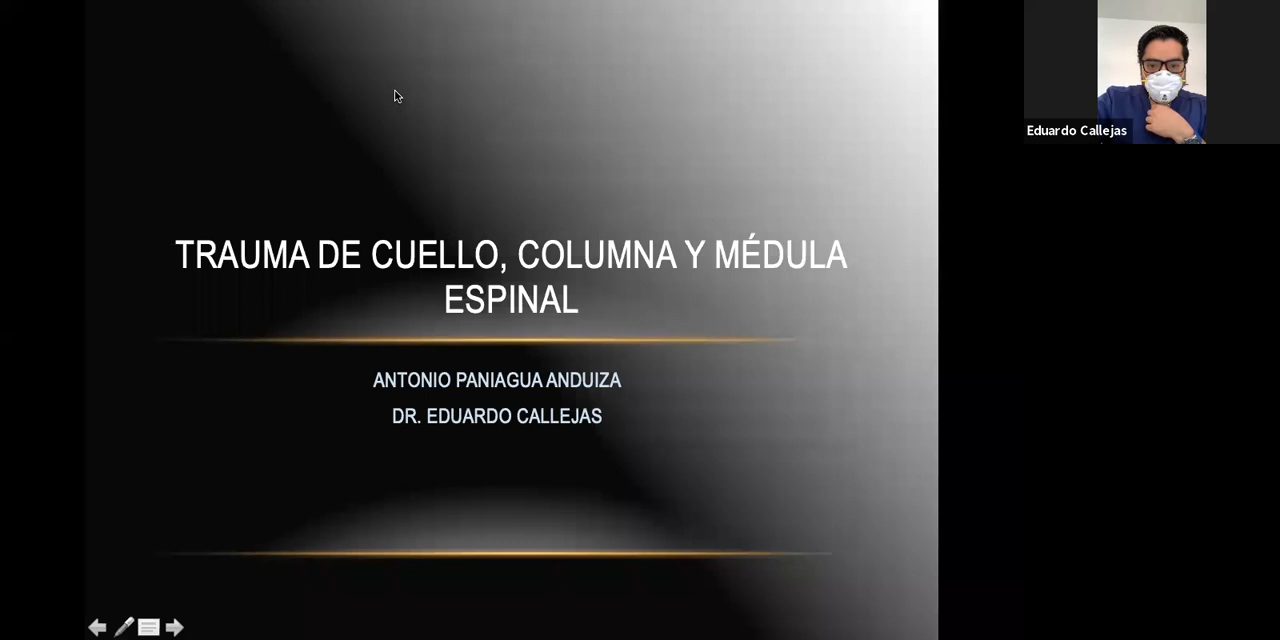 TRAUMA DE CUELLO, COLUMNA Y MÉDULA
ESPINAL
ANTONIO PANIAGUA ANDUIZA
DR. EDUARDO CALLEJAS
Eduardo Callejas